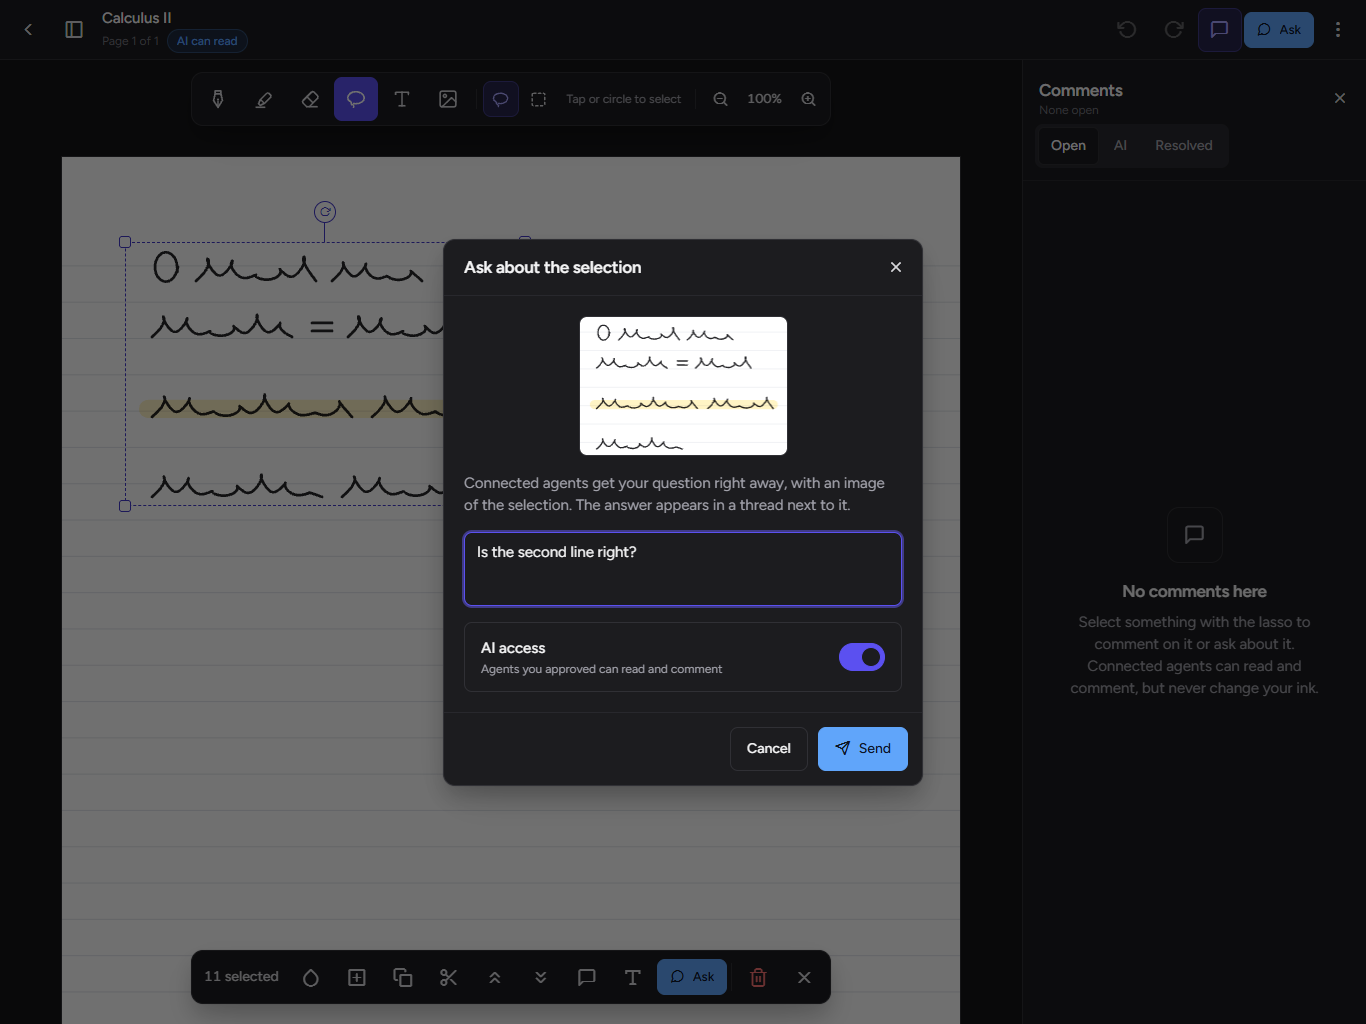 Calculus II
Page 1 of 1 AI can read
Ask
Tap or circle to select 100%
Comments
None open
Open AI Resolved
Ask about the selection
Connected agents get your question right away, with an image
of the selection. The answer appears in a thread next to it.
Is the second line right?
AI access
Agents you approved can read and comment
Cancel Send
No comments here
Select something with the lasso to
comment on it or ask about it.
Connected agents can read and
comment, but never change your ink.
11 selected Ask